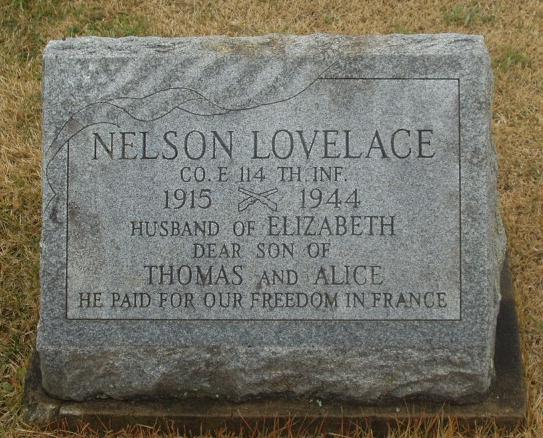 NELSON LOVELACE
CO. E 114 TH INF.
1915 1944
HUSBAND OF ELIZABETH
DEAR SON OF
THOMAS AND ALICE
HE PAID FOR OUR FREEDOM IN FRANCE